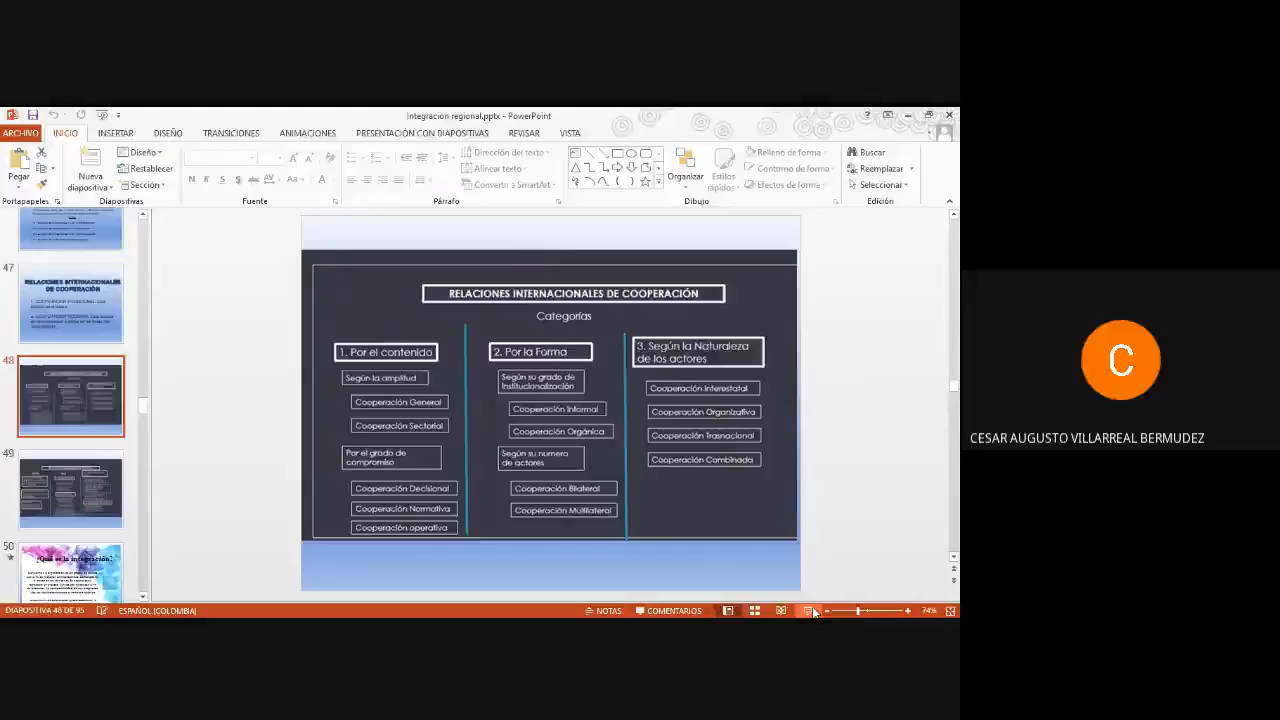 Integracion regional.pptx - PowerPoint
ARCHIVO INICIO INSERTAR DISEÑO TRANSICIONES ANIMACIONES PRESENTACIÓN CON DIAPOSITIVAS REVISAR VISTA
Pegar
Nueva
diapositiva
Diseño
Restablecer
Sección
N K S S abc AV Aa A
Dirección del texto
Alinear texto
Convertir a SmartArt
Organizar
Estilos
rápidos
Relleno de forma
Contorno de forma
Efectos de forma
Buscar
Reemplazar
Seleccionar
Portapapeles Diapositivas Fuente Párrafo Dibujo Edición
47
RELACIONES INTERNACIONALES
DE COOPERACIÓN
48
49
50
¿Qué es la integración?
RELACIONES INTERNACIONALES DE COOPERACIÓN
Categorías
1. Por el contenido
Según la amplitud
Cooperación General
Cooperación Sectorial
Por el grado de
compromiso
Cooperación Decisional
Cooperación Normativa
Cooperación operativa
2. Por la Forma
Según su grado de
Institucionalización
Cooperación Informal
Cooperación Orgánica
Según su numero
de actores
Cooperación Bilateral
Cooperación Multilateral
3. Según la Naturaleza
de los actores
Cooperación Interestatal
Cooperación Organizativa
Cooperación Trasnacional
Cooperación Combinada
DIAPOSITIVA 48 DE 95 ESPAÑOL (COLOMBIA) NOTAS COMENTARIOS 74%
C
CESAR AUGUSTO VILLARREAL BERMUDEZ